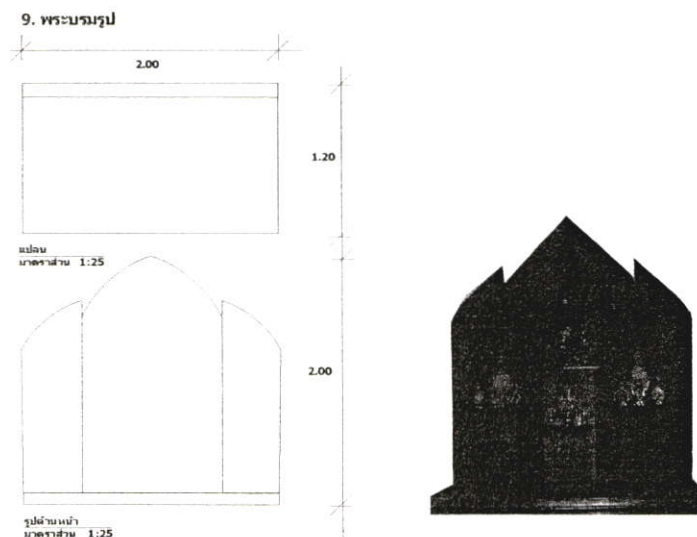 9. พระบรมรูป
2.00
1.20
แปลน
มาตราส่วน 1:25
2.00
รูปด้านหน้า
มาตราส่วน 1:25